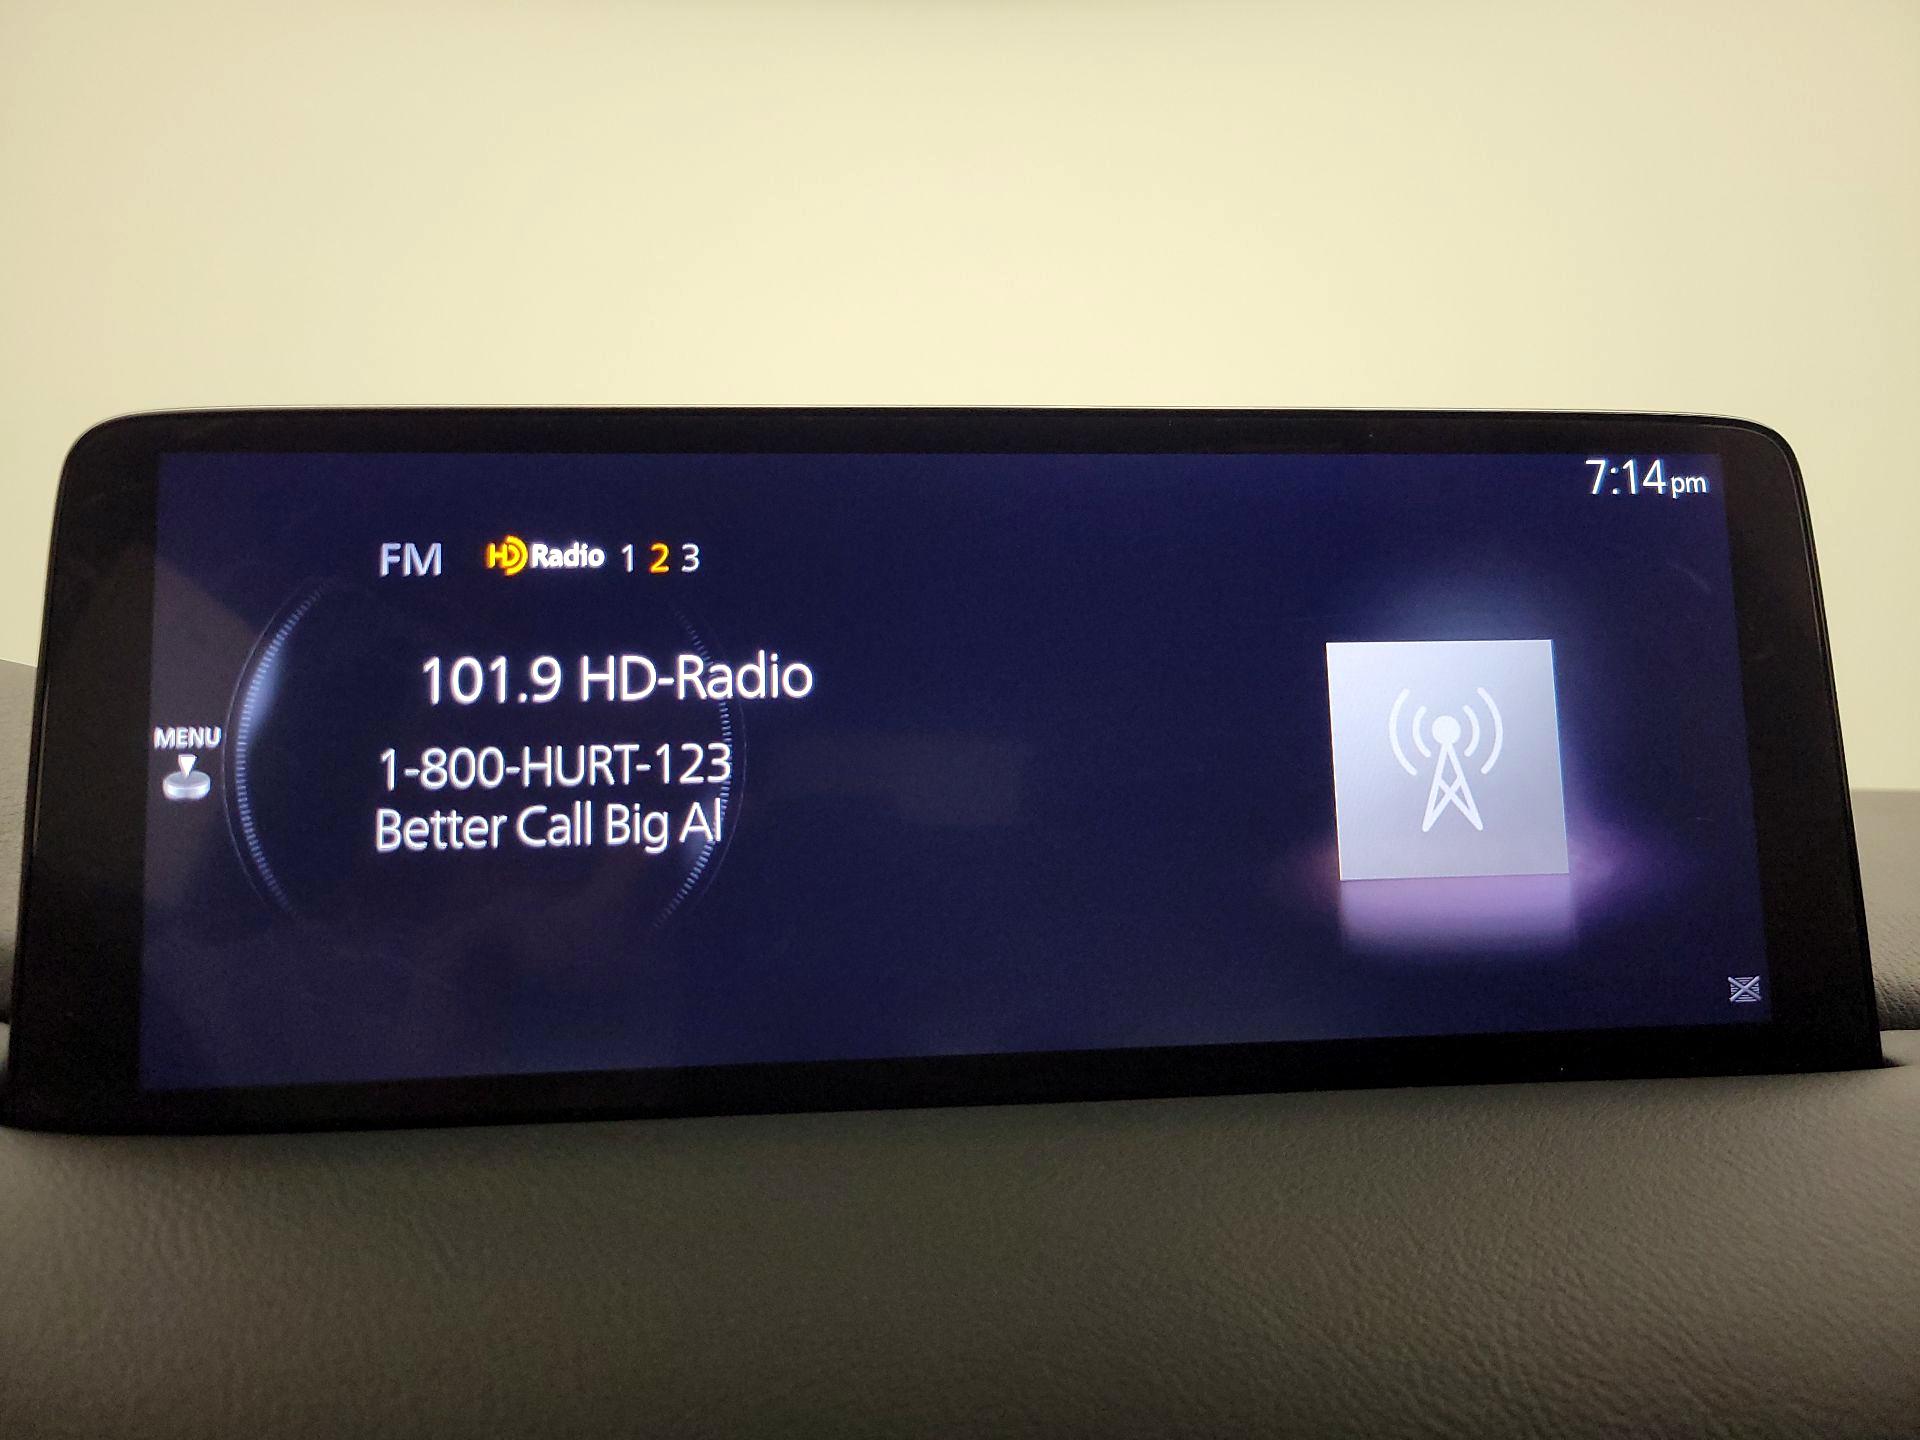 7:14pm
FM HD Radio 1 2 3
101.9 HD-Radio
MENU
1-800-HURT-123
Better Call Big Al